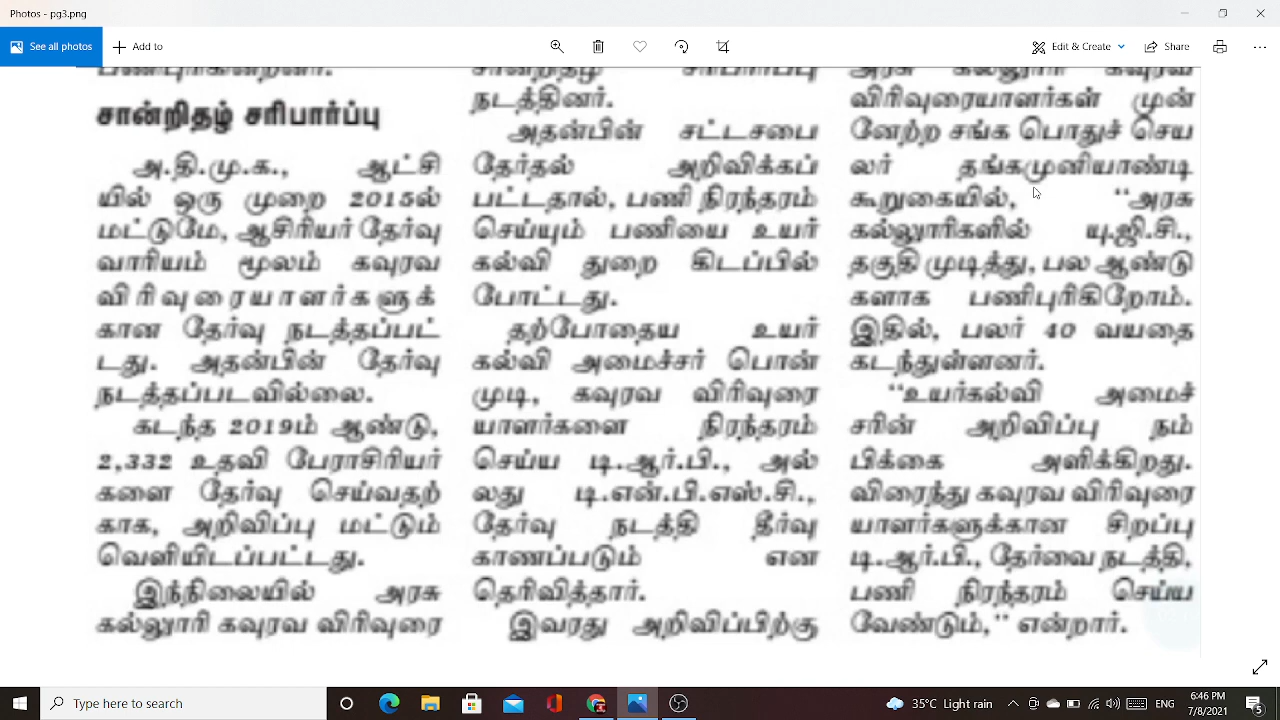 Photos - pg3.png
See all photos
Add to
Edit & Create
Share
சான்றிதழ் சரிபார்ப்பு
அ.தி.மு.க., ஆட்சி
யில் ஒரு முறை 2015ல்
மட்டுமே, ஆசிரியர் தேர்வு
வாரியம் மூலம் கவுரவ
விரிவுரையாளர்களுக்
கான தேர்வு நடத்தப்பட்
டது. அதன்பின் தேர்வு
நடத்தப்படவில்லை.
கடந்த 2019ம் ஆண்டு,
2,332 உதவி பேராசிரியர்
களை தேர்வு செய்வதற்
காக, அறிவிப்பு மட்டும்
வெளியிடப்பட்டது.
இந்நிலையில் அரசு
கல்லூரி கவுரவ விரிவுரை
சான்றிதழ் சரிபார்ப்பு
நடத்தினர்.
அதன்பின் சட்டசபை
தேர்தல் அறிவிக்கப்
பட்டதால், பணி நிரந்தரம்
செய்யும் பணியை உயர்
கல்வி துறை கிடப்பில்
போட்டது.
தற்போதைய உயர்
கல்வி அமைச்சர் பொன்
முடி, கவுரவ விரிவுரை
யாளர்களை நிரந்தரம்
செய்ய டி.ஆர்.பி., அல்
லது டி.என்.பி.எஸ்.சி.,
தேர்வு நடத்தி தீர்வு
காணப்படும் என
தெரிவித்தார்.
இவரது அறிவிப்பிற்கு
அரசு கல்லூரி கவுரவ
விரிவுரையாளர்கள் முன்
னேற்ற சங்க பொதுச் செய
லர் தங்கமுனியாண்டி
கூறுகையில், ‘‘அரசு
கல்லூரிகளில் யு.ஜி.சி.,
தகுதி முடித்து, பல ஆண்டு
களாக பணிபுரிகிறோம்.
இதில், பலர் 40 வயதை
கடந்துள்ளனர்.
‘‘உயர்கல்வி அமைச்
சரின் அறிவிப்பு நம்
பிக்கை அளிக்கிறது.
விரைந்து கவுரவ விரிவுரை
யாளர்களுக்கான சிறப்பு
டி.ஆர்.பி., தேர்வை நடத்தி,
பணி நிரந்தரம் செய்ய
வேண்டும்,’’ என்றார்.
Type here to search
35°C Light rain
ENG
6:46 PM
7/8/2021